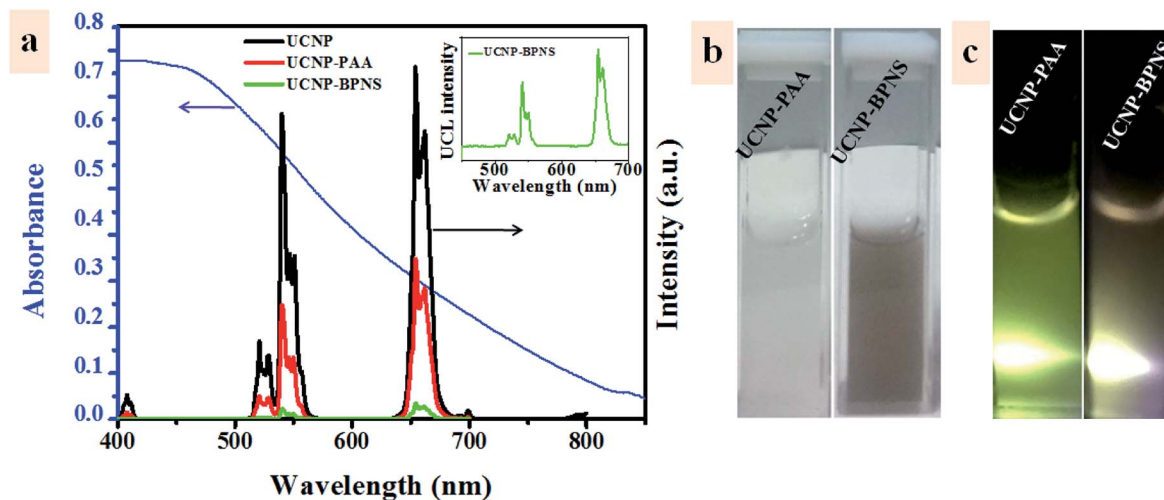 a
0.8
0.7
0.6
0.5
0.4
0.3
0.2
0.1
0.0
Absorbance
400
500
600
700
800
Wavelength (nm)
Intensity (a.u.)
UCNP
UCNP-PAA
UCNP-BPNS
UCNP-BPNS
UCL intensity
500
600
700
Wavelength (nm)
b
UCNP-PAA
UCNP-BPNS
c
UCNP-PAA
UCNP-BPNS